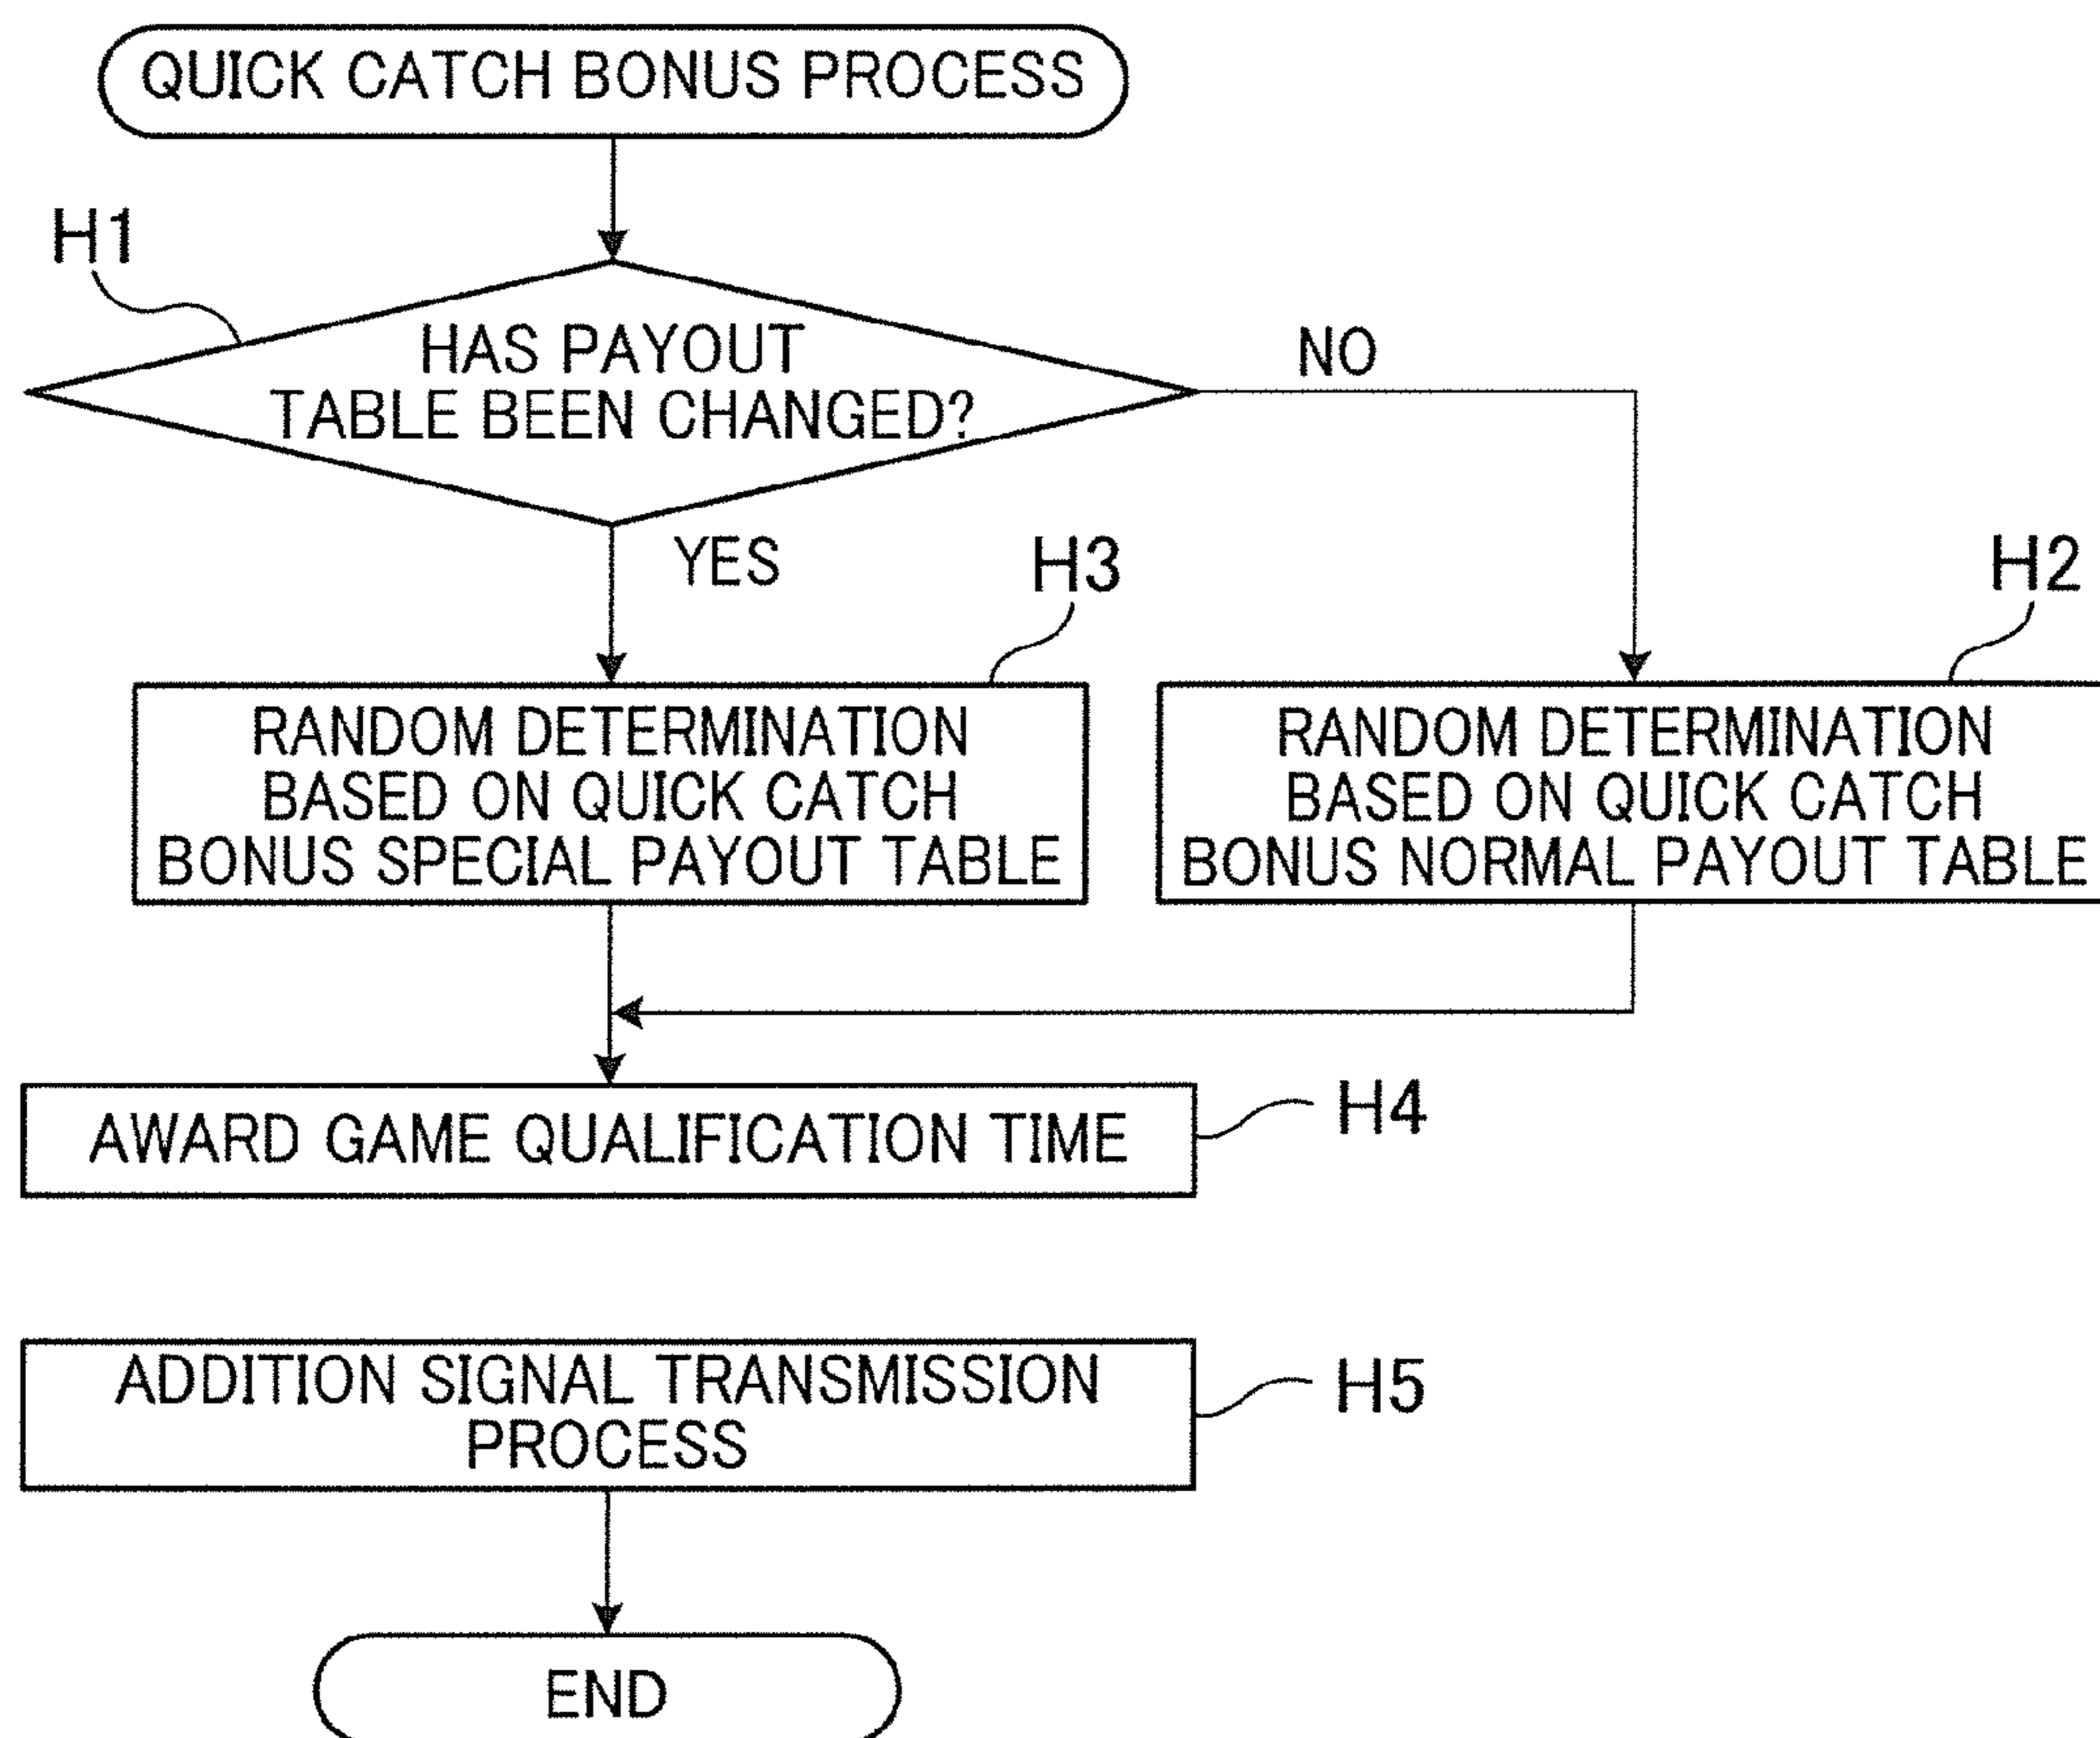 QUICK CATCH BONUS PROCESS
H1
HAS PAYOUT
TABLE BEEN CHANGED?
NO
YES
H3
H2
RANDOM DETERMINATION
BASED ON QUICK CATCH
BONUS SPECIAL PAYOUT TABLE
RANDOM DETERMINATION
BASED ON QUICK CATCH
BONUS NORMAL PAYOUT TABLE
AWARD GAME QUALIFICATION TIME
H4
ADDITION SIGNAL TRANSMISSION
PROCESS
H5
END